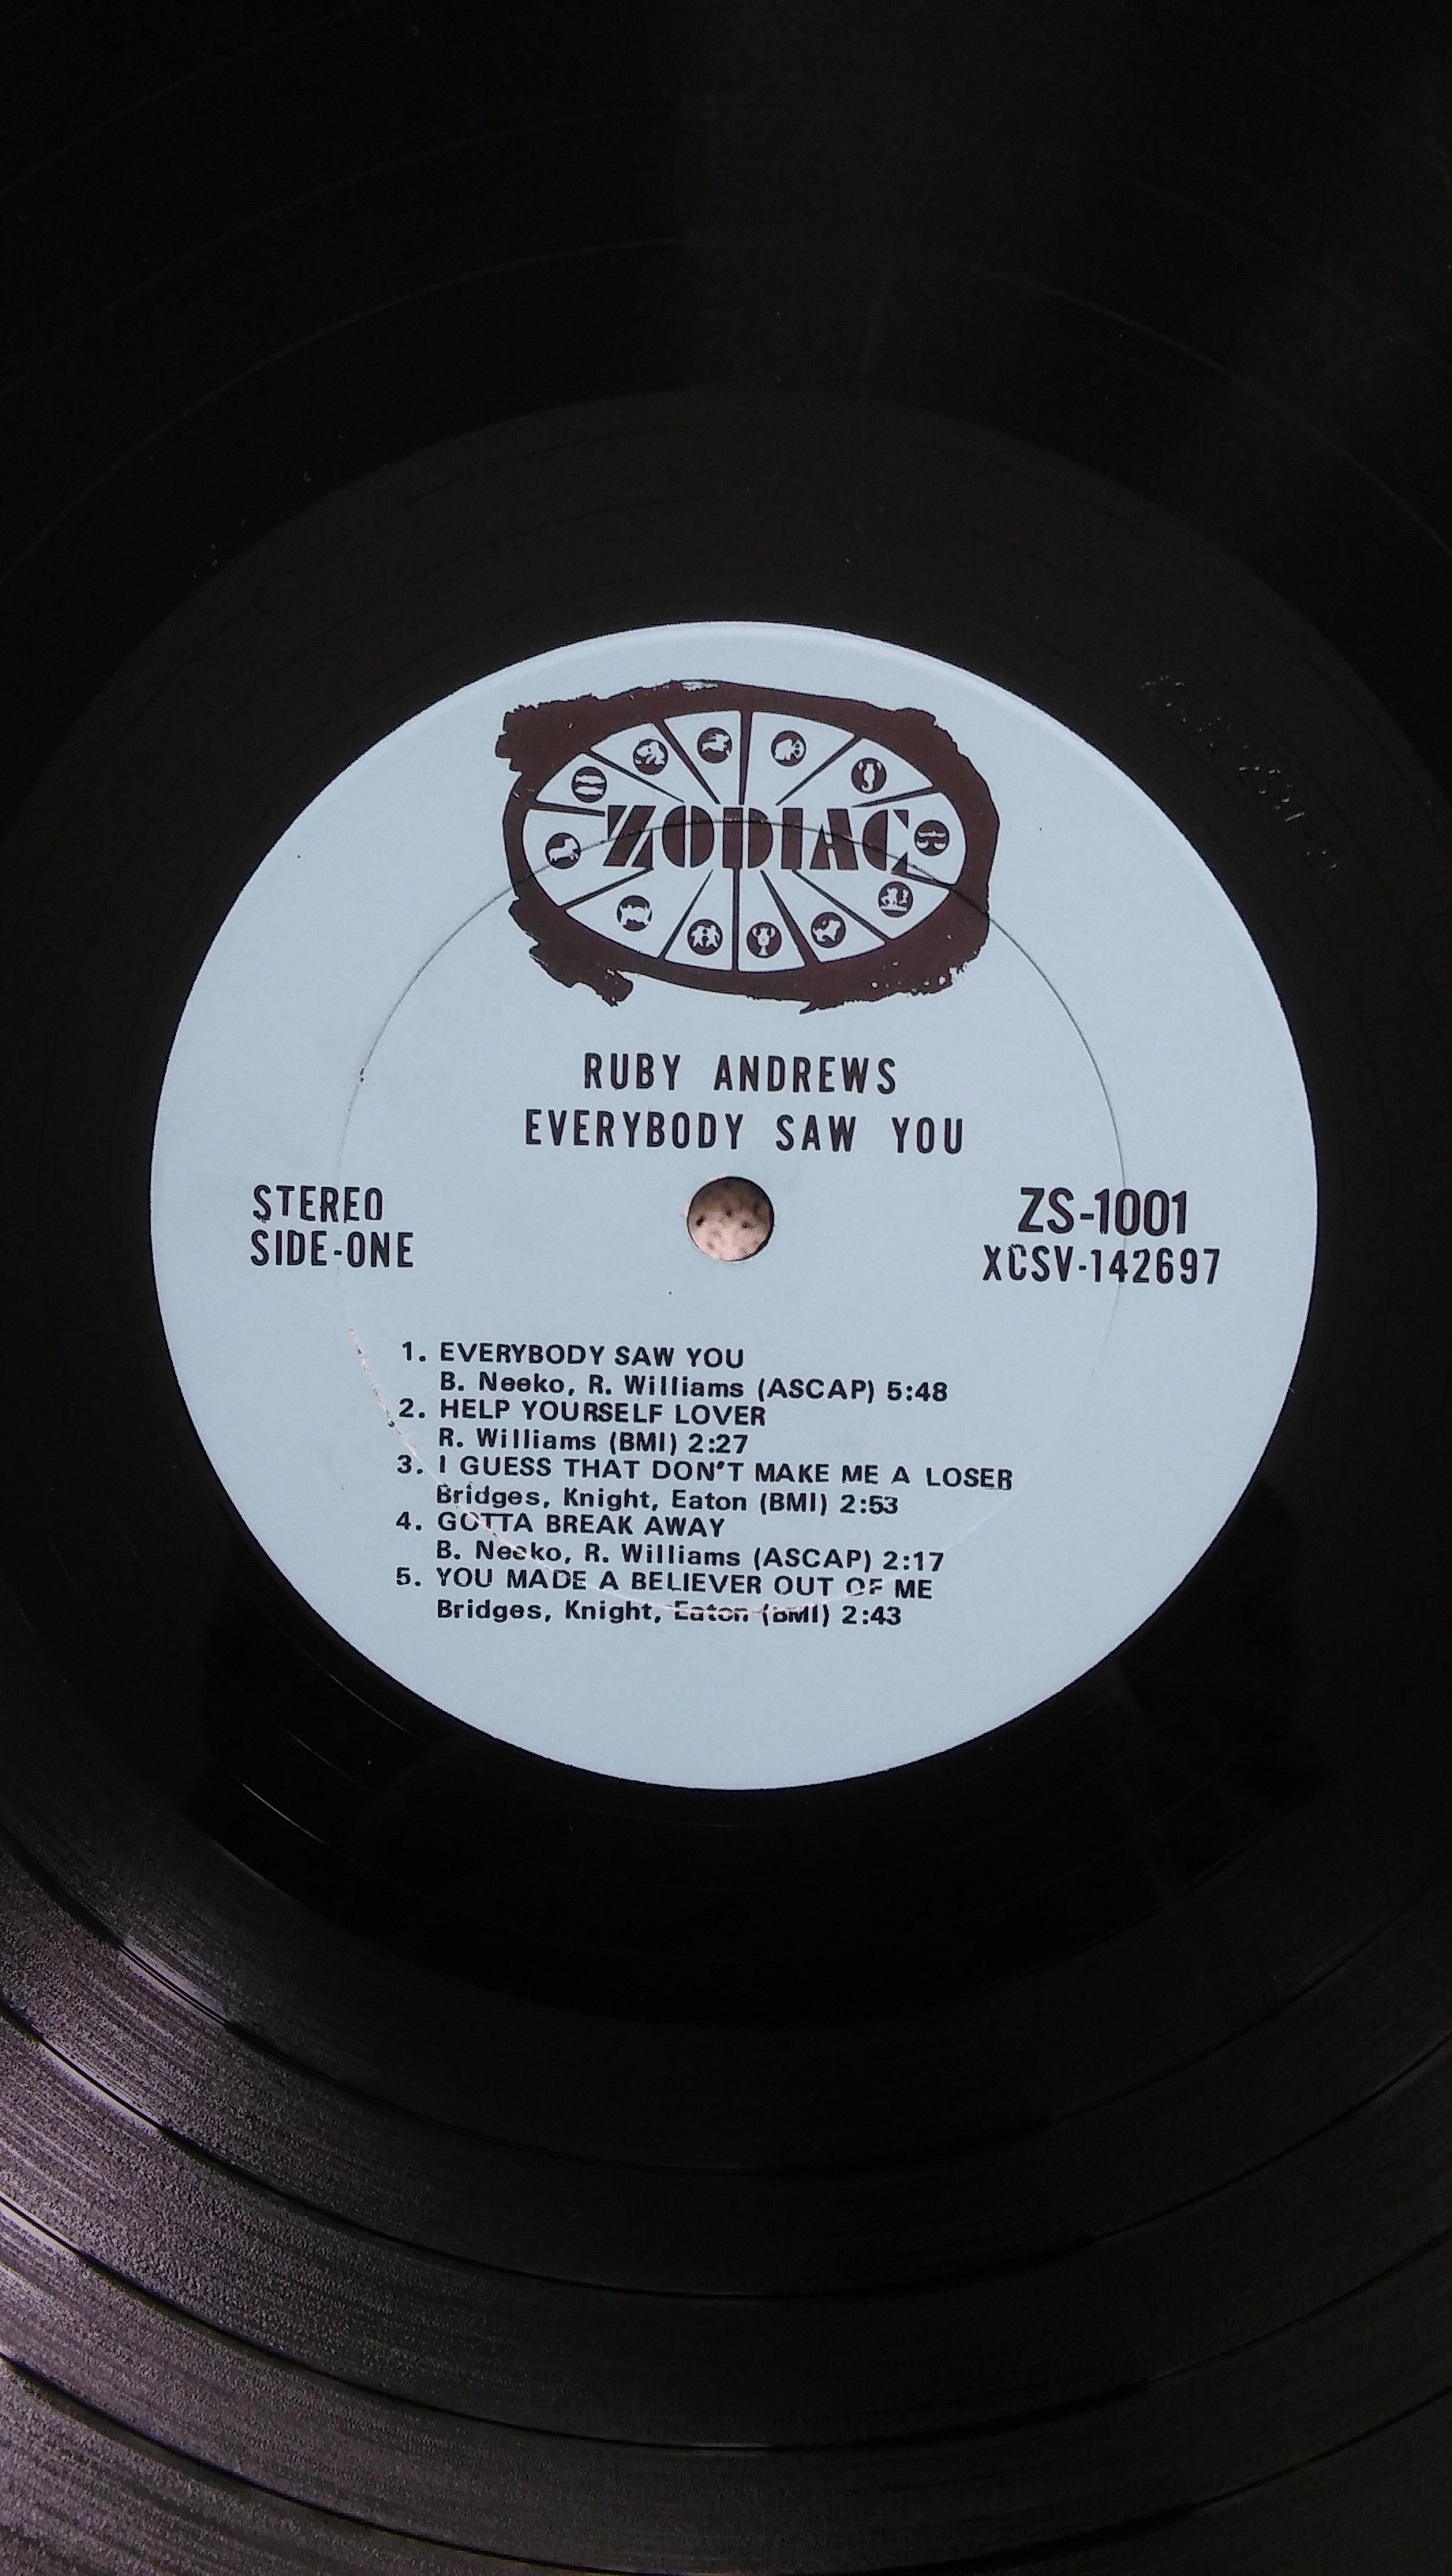 ZODIAC
RUBY ANDREWS
EVERYBODY SAW YOU
STEREO
SIDE-ONE
ZS-1001
XCSV-142697
1. EVERYBODY SAW YOU
B. Neeko, R. Williams (ASCAP) 5:48
2. HELP YOURSELF LOVER
R. Williams (BMI) 2:27
3. I GUESS THAT DON'T MAKE ME A LOSER
Bridges, Knight, Eaton (BMI) 2:53
4. GOTTA BREAK AWAY
B. Neeko, R. Williams (ASCAP) 2:17
5. YOU MADE A BELIEVER OUT OF ME
Bridges, Knight, Eaton (BMI) 2:43